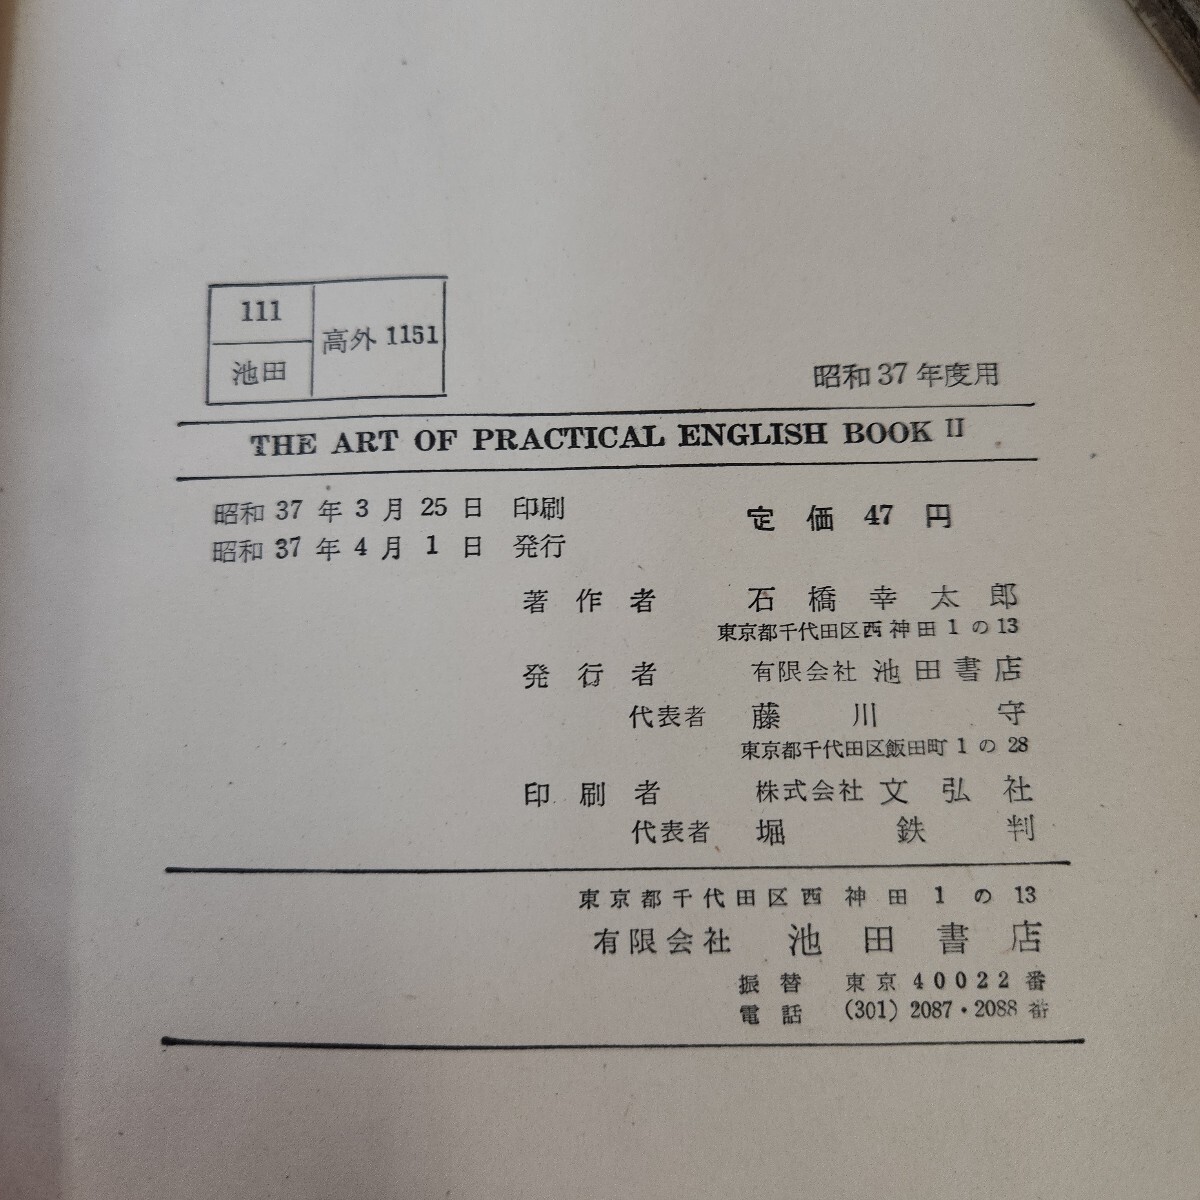 111
池田
高外 1151
昭和 37 年度用
THE ART OF PRACTICAL ENGLISH BOOK II
昭和 37 年 3 月 25 日 印刷
昭和 37 年 4 月 1 日 発行
定 価 47 円
著 作 者 石 橋 幸 太 郎
東京都千代田区西神田 1 の 13
発 行 者 有限会社 池 田 書 店
代表者 藤 川 守
東京都千代田区飯田町 1 の 28
印 刷 者 株式会社 文 弘 社
代表者 堀 鉄 判
東京都千代田区西神田 1 の 13
有限会社 池 田 書 店
振 替 東 京 40022 番
電 話 (301) 2087・2088 番